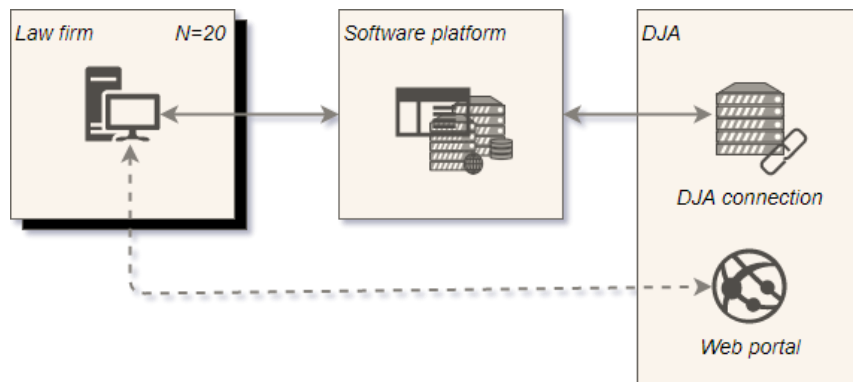 Law firm N=20
Software platform
DJA
DJA connection
Web portal